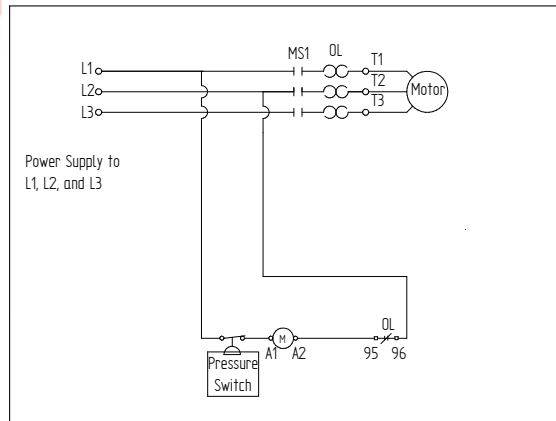 MS1 OL T1
L1
L2 T2 Motor
L3 T3
Power Supply to
L1, L2, and L3
OL
M
A1 A2 95 96
Pressure
Switch